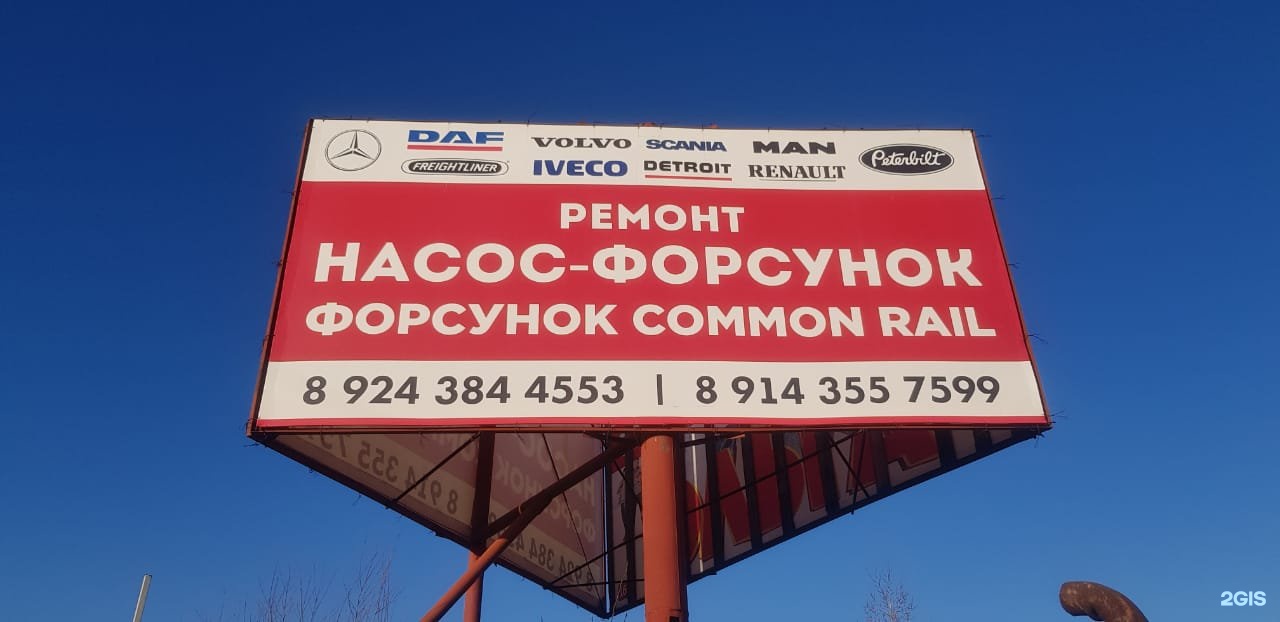 DAF VOLVO SCANIA MAN Peterbilt
FREIGHTLINER IVECO DETROIT RENAULT
РЕМОНТ
НАСОС-ФОРСУНОК
ФОРСУНОК COMMON RAIL
8 924 384 4553 | 8 914 355 7599
2GIS